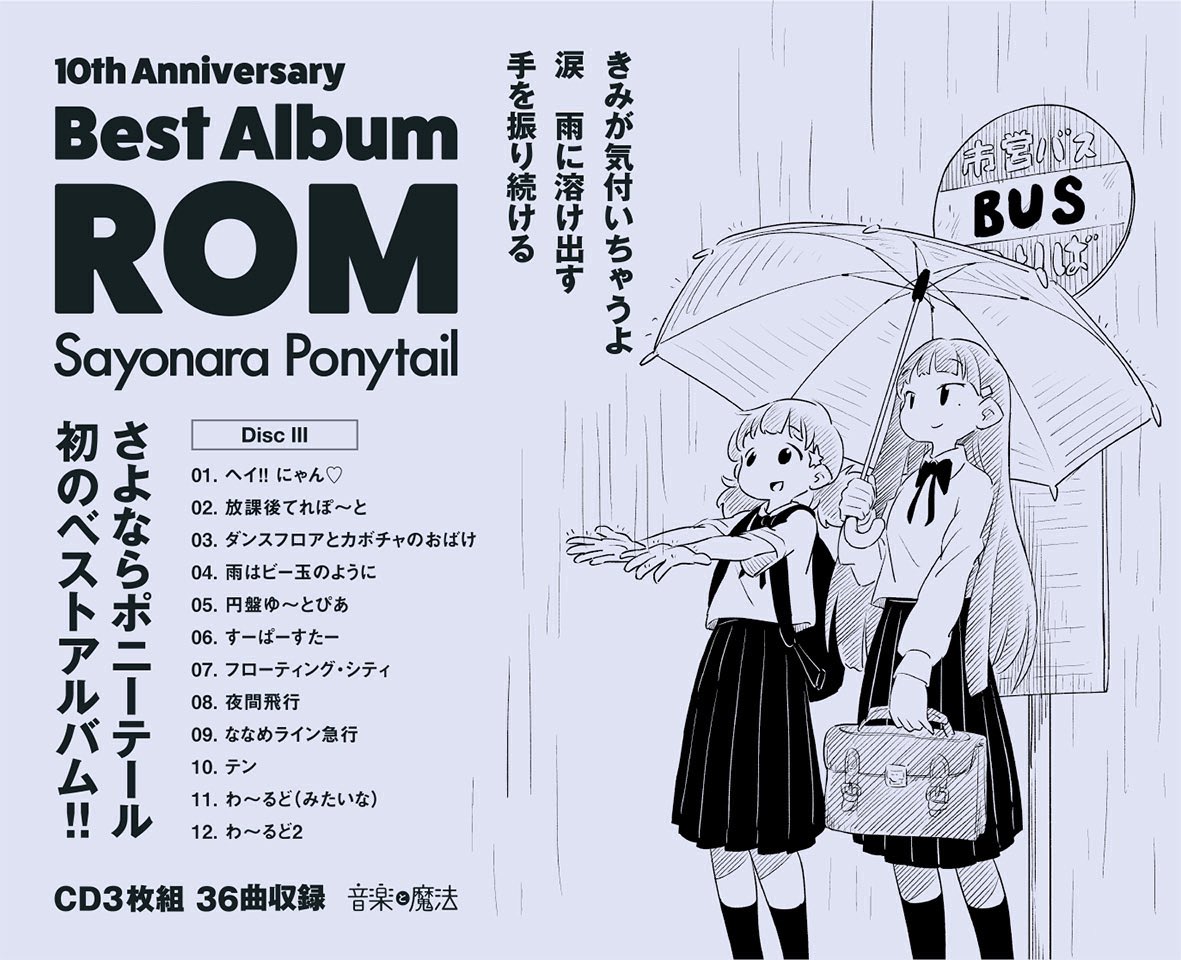 10th Anniversary
Best Album
ROM
Sayonara Ponytail
さよならポニーテール
初のベストアルバム!!
Disc III
01. ヘイ!! にゃん♡
02. 放課後てれぽ〜と
03. ダンスフロアとカボチャのおばけ
04. 雨はビー玉のように
05. 円盤ゆ〜とぴあ
06. すーぱーすたー
07. フローティング・シティ
08. 夜間飛行
09. ななめライン急行
10. テン
11. わ〜るど(みたいな)
12. わ〜るど2
CD3枚組 36曲収録
音楽と魔法
きみが気付いちゃうよ
涙 雨に溶け出す
手を振り続ける
市営バス
BUS
りば